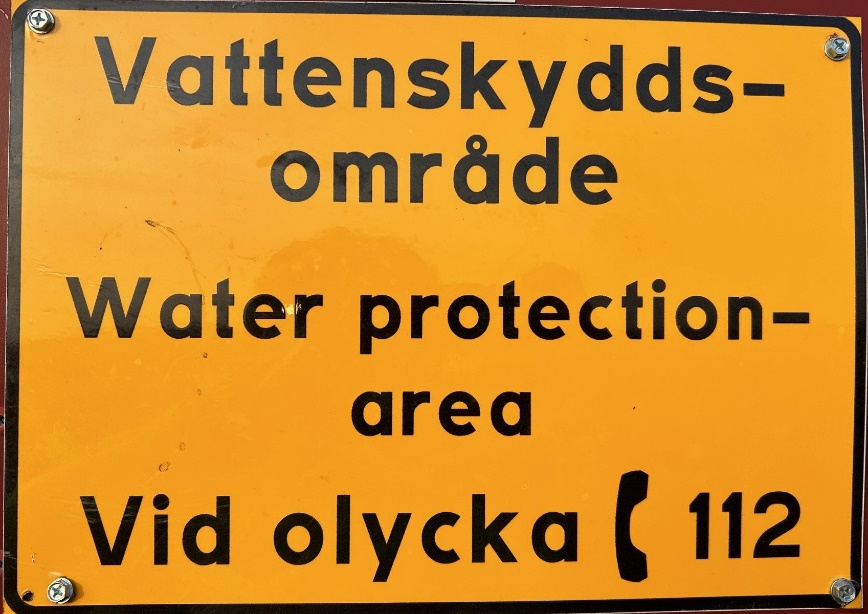 Vattenskydds-
område
Water protection-
area
Vid olycka 112